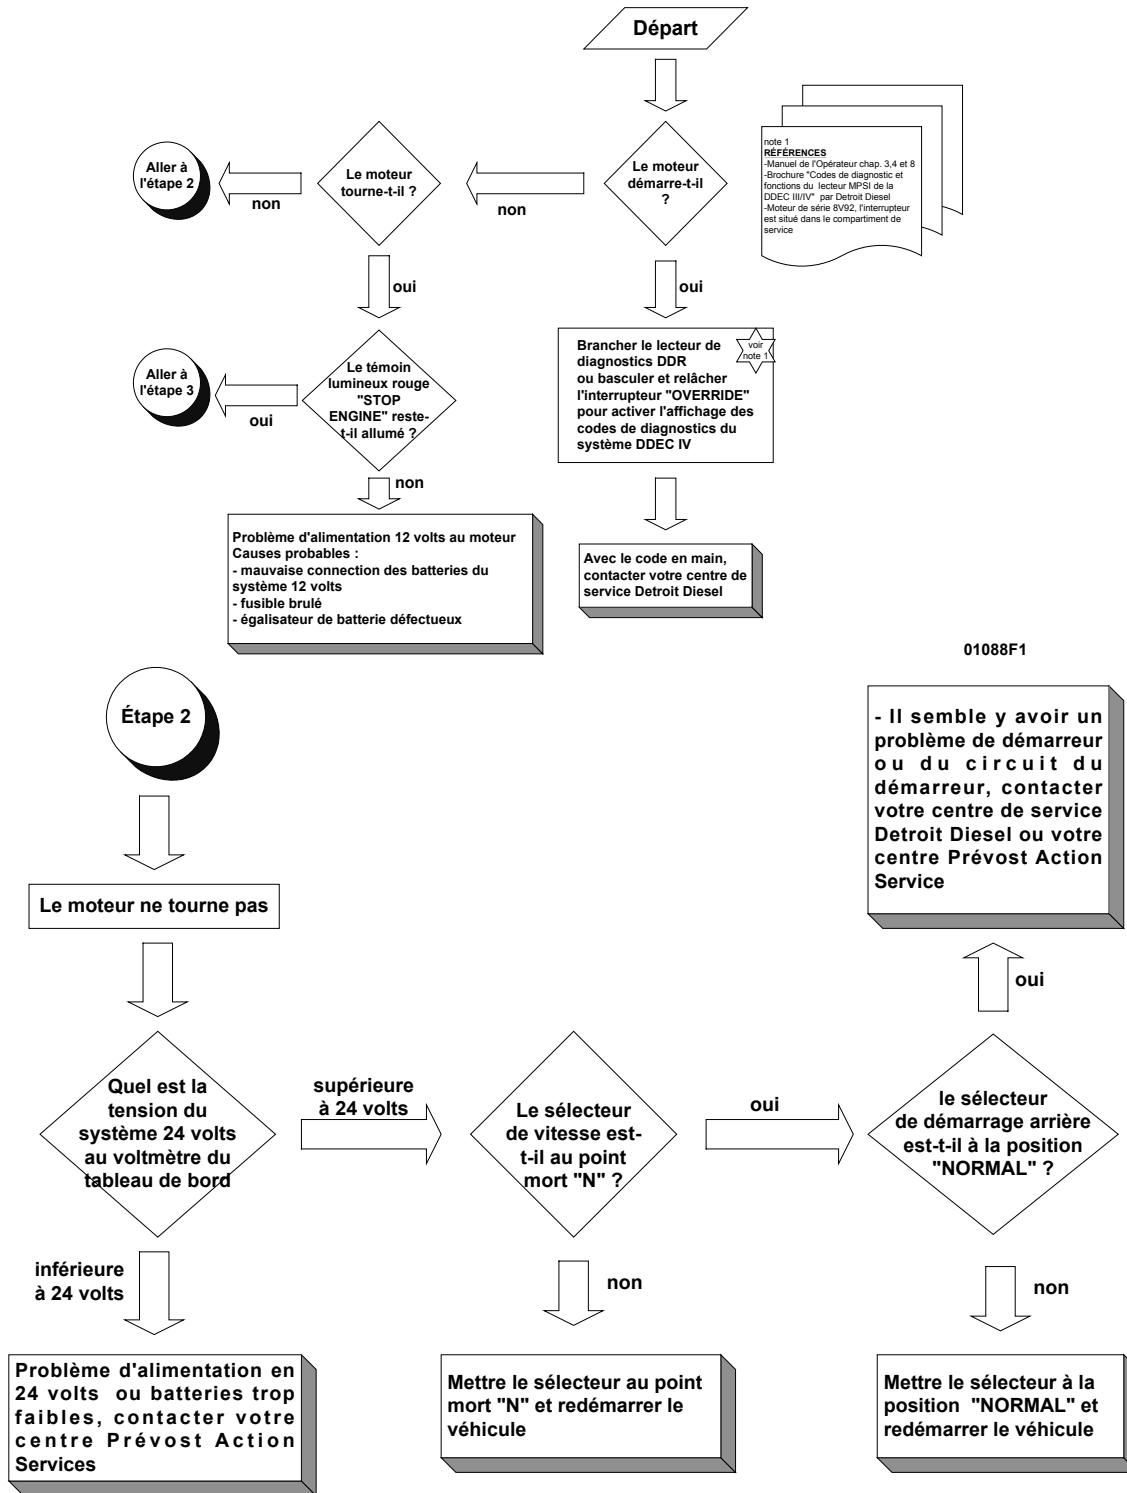 Départ
note 1
RÉFÉRENCES
-Manuel de l'Opérateur chap. 3,4 et 8
-Brochure "Codes de diagnostic et
fonctions du lecteur MPSI de la
DDEC III/IV" par Detroit Diesel
-Moteur de série 8V92, l'interrupteur
est situé dans le compartiment de
service
Le moteur
démarre-t-il
?
non
Le moteur
tourne-t-il ?
non
Aller à
l'étape 2
oui
oui
Le témoin
lumineux rouge
"STOP
ENGINE" reste-
t-il allumé ?
oui
Aller à
l'étape 3
non
Brancher le lecteur de
diagnostics DDR
ou basculer et relâcher
l'interrupteur "OVERRIDE"
pour activer l'affichage des
codes de diagnostics du
système DDEC IV
voir
note 1
Problème d'alimentation 12 volts au moteur
Causes probables :
- mauvaise connection des batteries du
système 12 volts
- fusible brulé
- égalisateur de batterie défectueux
Avec le code en main,
contacter votre centre de
service Detroit Diesel
01088F1
Étape 2
Le moteur ne tourne pas
Quel est la
tension du
système 24 volts
au voltmètre du
tableau de bord
supérieure
à 24 volts
Le sélecteur
de vitesse est-
t-il au point
mort "N" ?
oui
le sélecteur
de démarrage arrière
est-t-il à la position
"NORMAL" ?
oui
- Il semble y avoir un
problème de démarreur
ou du circuit du
démarreur, contacter
votre centre de service
Detroit Diesel ou votre
centre Prévost Action
Service
inférieure
à 24 volts
non
non
Problème d'alimentation en
24 volts ou batteries trop
faibles, contacter votre
centre Prévost Action
Services
Mettre le sélecteur au point
mort "N" et redémarrer le
véhicule
Mettre le sélecteur à la
position "NORMAL" et
redémarrer le véhicule